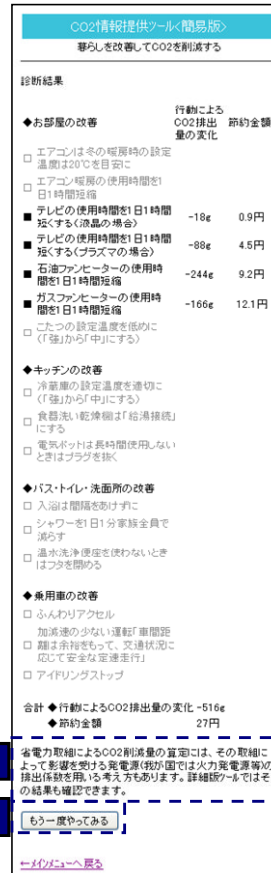 CO2情報提供ツール<簡易版>
暮らしを改善してCO2を削減する
診断結果
◆お部屋の改善 行動によるCO2排出量の変化 節約金額
□ エアコンは冬の暖房時の設定
温度は20℃を目安に
□ エアコン暖房の使用時間を1
日1時間短縮
■ テレビの使用時間を1日1時間
短くする(液晶の場合) -18g 0.9円
■ テレビの使用時間を1日1時間
短くする(プラズマの場合) -88g 4.5円
■ 石油ファンヒーターの使用時
間を1日1時間短縮 -244g 9.2円
■ ガスファンヒーターの使用時
間を1日1時間短縮 -166g 12.1円
□ こたつの設定温度を低めに
(「強」から「中」にする)
◆キッチンの改善
□ 冷蔵庫の設定温度を適切に
(「強」から「中」にする)
□ 食器洗い乾燥機は「給湯接続」
にする
□ 電気ポットは長時間使用しない
ときはプラグを抜く
◆バス・トイレ・洗面所の改善
□ 入浴は間隔をあけずに
□ シャワーを1日1分家族全員で
減らす
□ 温水洗浄便座を使わないとき
はフタを閉める
◆乗用車の改善
□ ふんわりアクセル
□ 加減速の少ない運転「車間距
離は余裕をもって、交通状況に
応じて安全な定速走行」
□ アイドリングストップ
合計 ◆行動によるCO2排出量の変化 -516g
◆節約金額 27円
省電力取組によるCO2削減量の算定には、その取組に
よって影響を受ける発電源(我が国では火力発電源等)の
排出係数を用いる考え方もあります。詳細版ツールではそ
の結果も確認できます。
もう一度やってみる
←メインメニューへ戻る